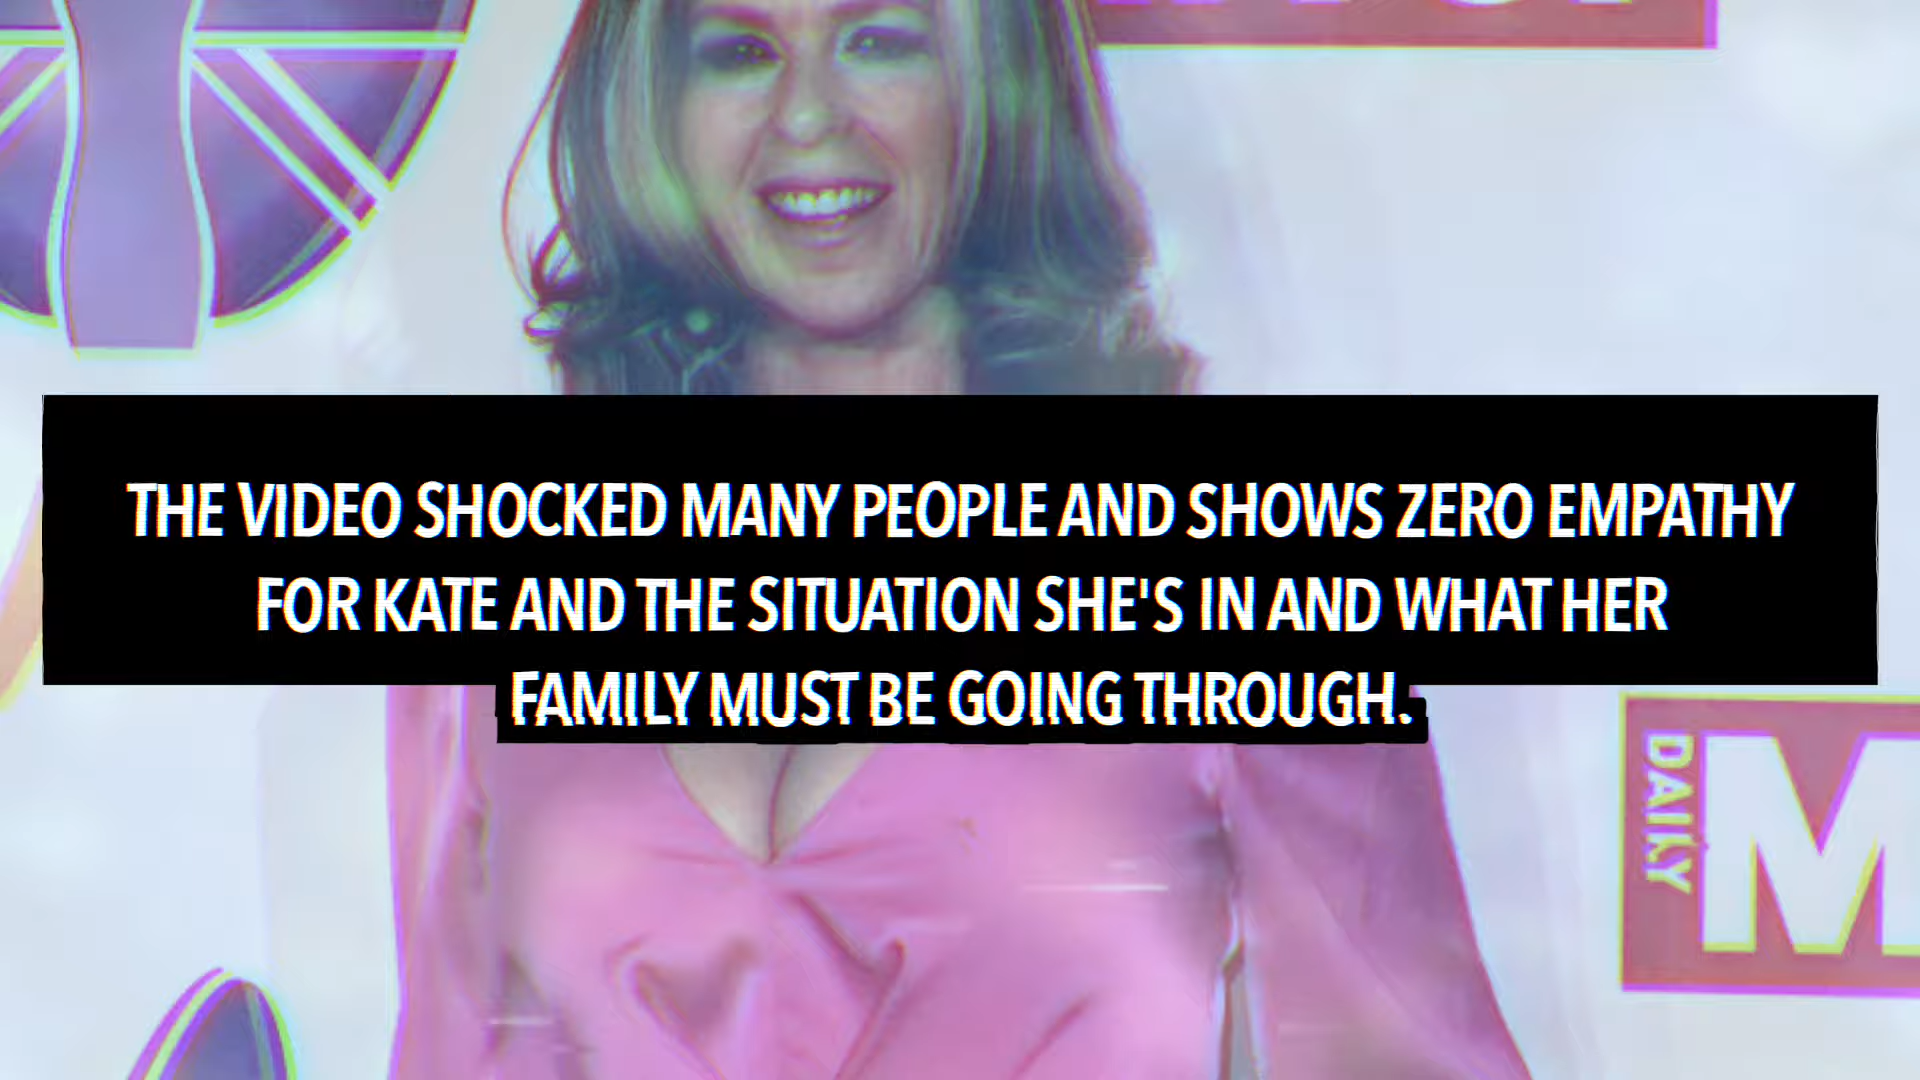 THE VIDEO SHOCKED MANY PEOPLE AND SHOWS ZERO EMPATHY
FOR KATE AND THE SITUATION SHE'S IN AND WHAT HER
FAMILY MUST BE GOING THROUGH.
DAILY
M